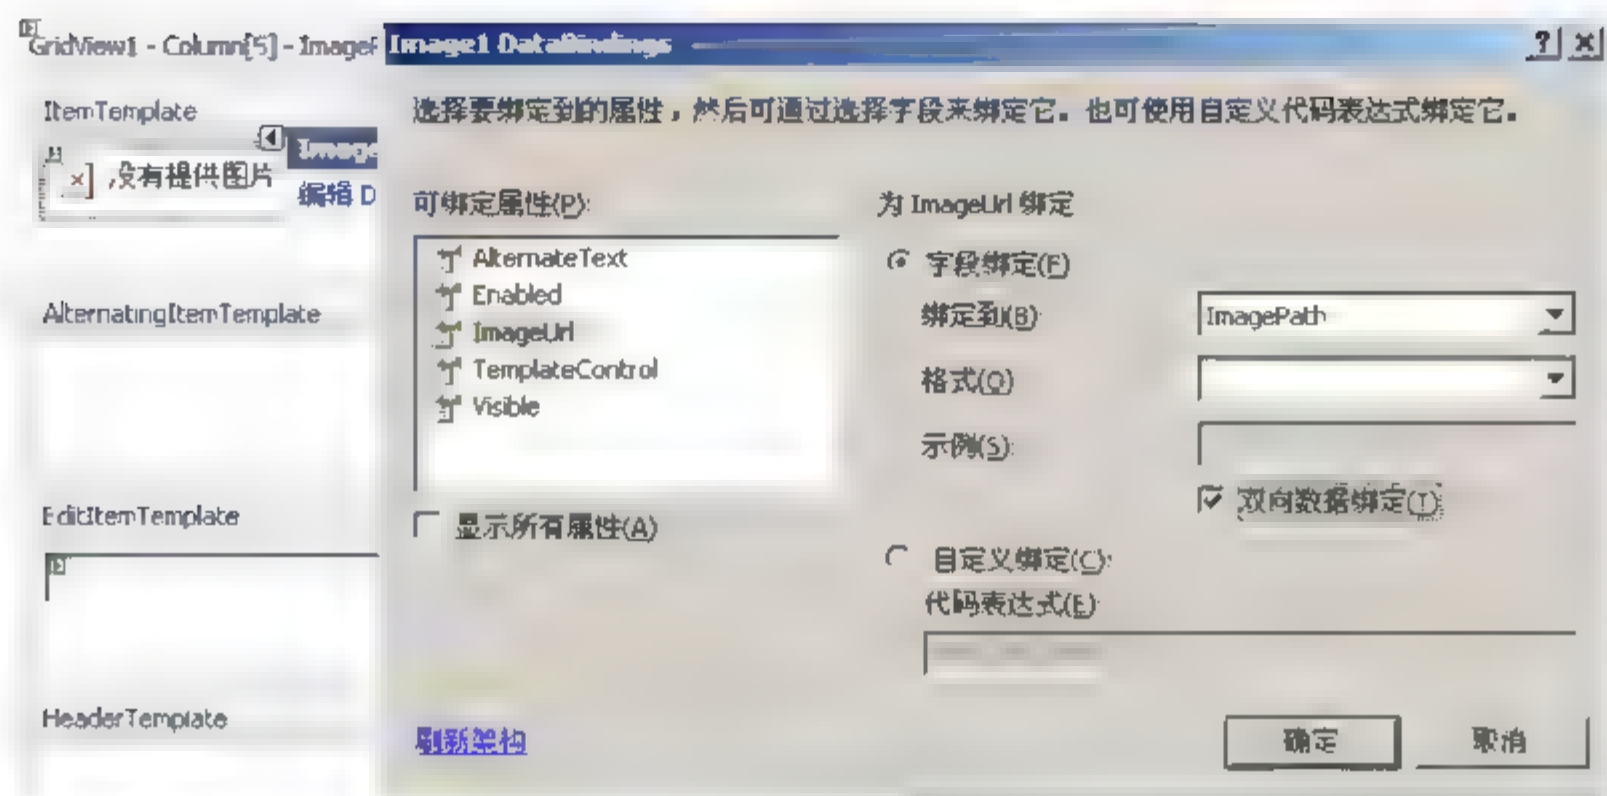 GridView1 - Column[5] - ImageP
ItemTemplate
Image
没有提供图片
编辑 D
AlternatingItemTemplate
EditItemTemplate
HeaderTemplate
Image1 DataBindings
选择要绑定到的属性，然后可通过选择字段来绑定它。也可使用自定义代码表达式绑定它。
可绑定属性(P):
AlternateText
Enabled
ImageUrl
TemplateControl
Visible
显示所有属性(A)
刷新架构
为 ImageUrl 绑定
字段绑定(F)
绑定到(B):
ImagePath
格式(O)
示例(S):
双向数据绑定(T):
自定义绑定(C):
代码表达式(E)
确定
取消